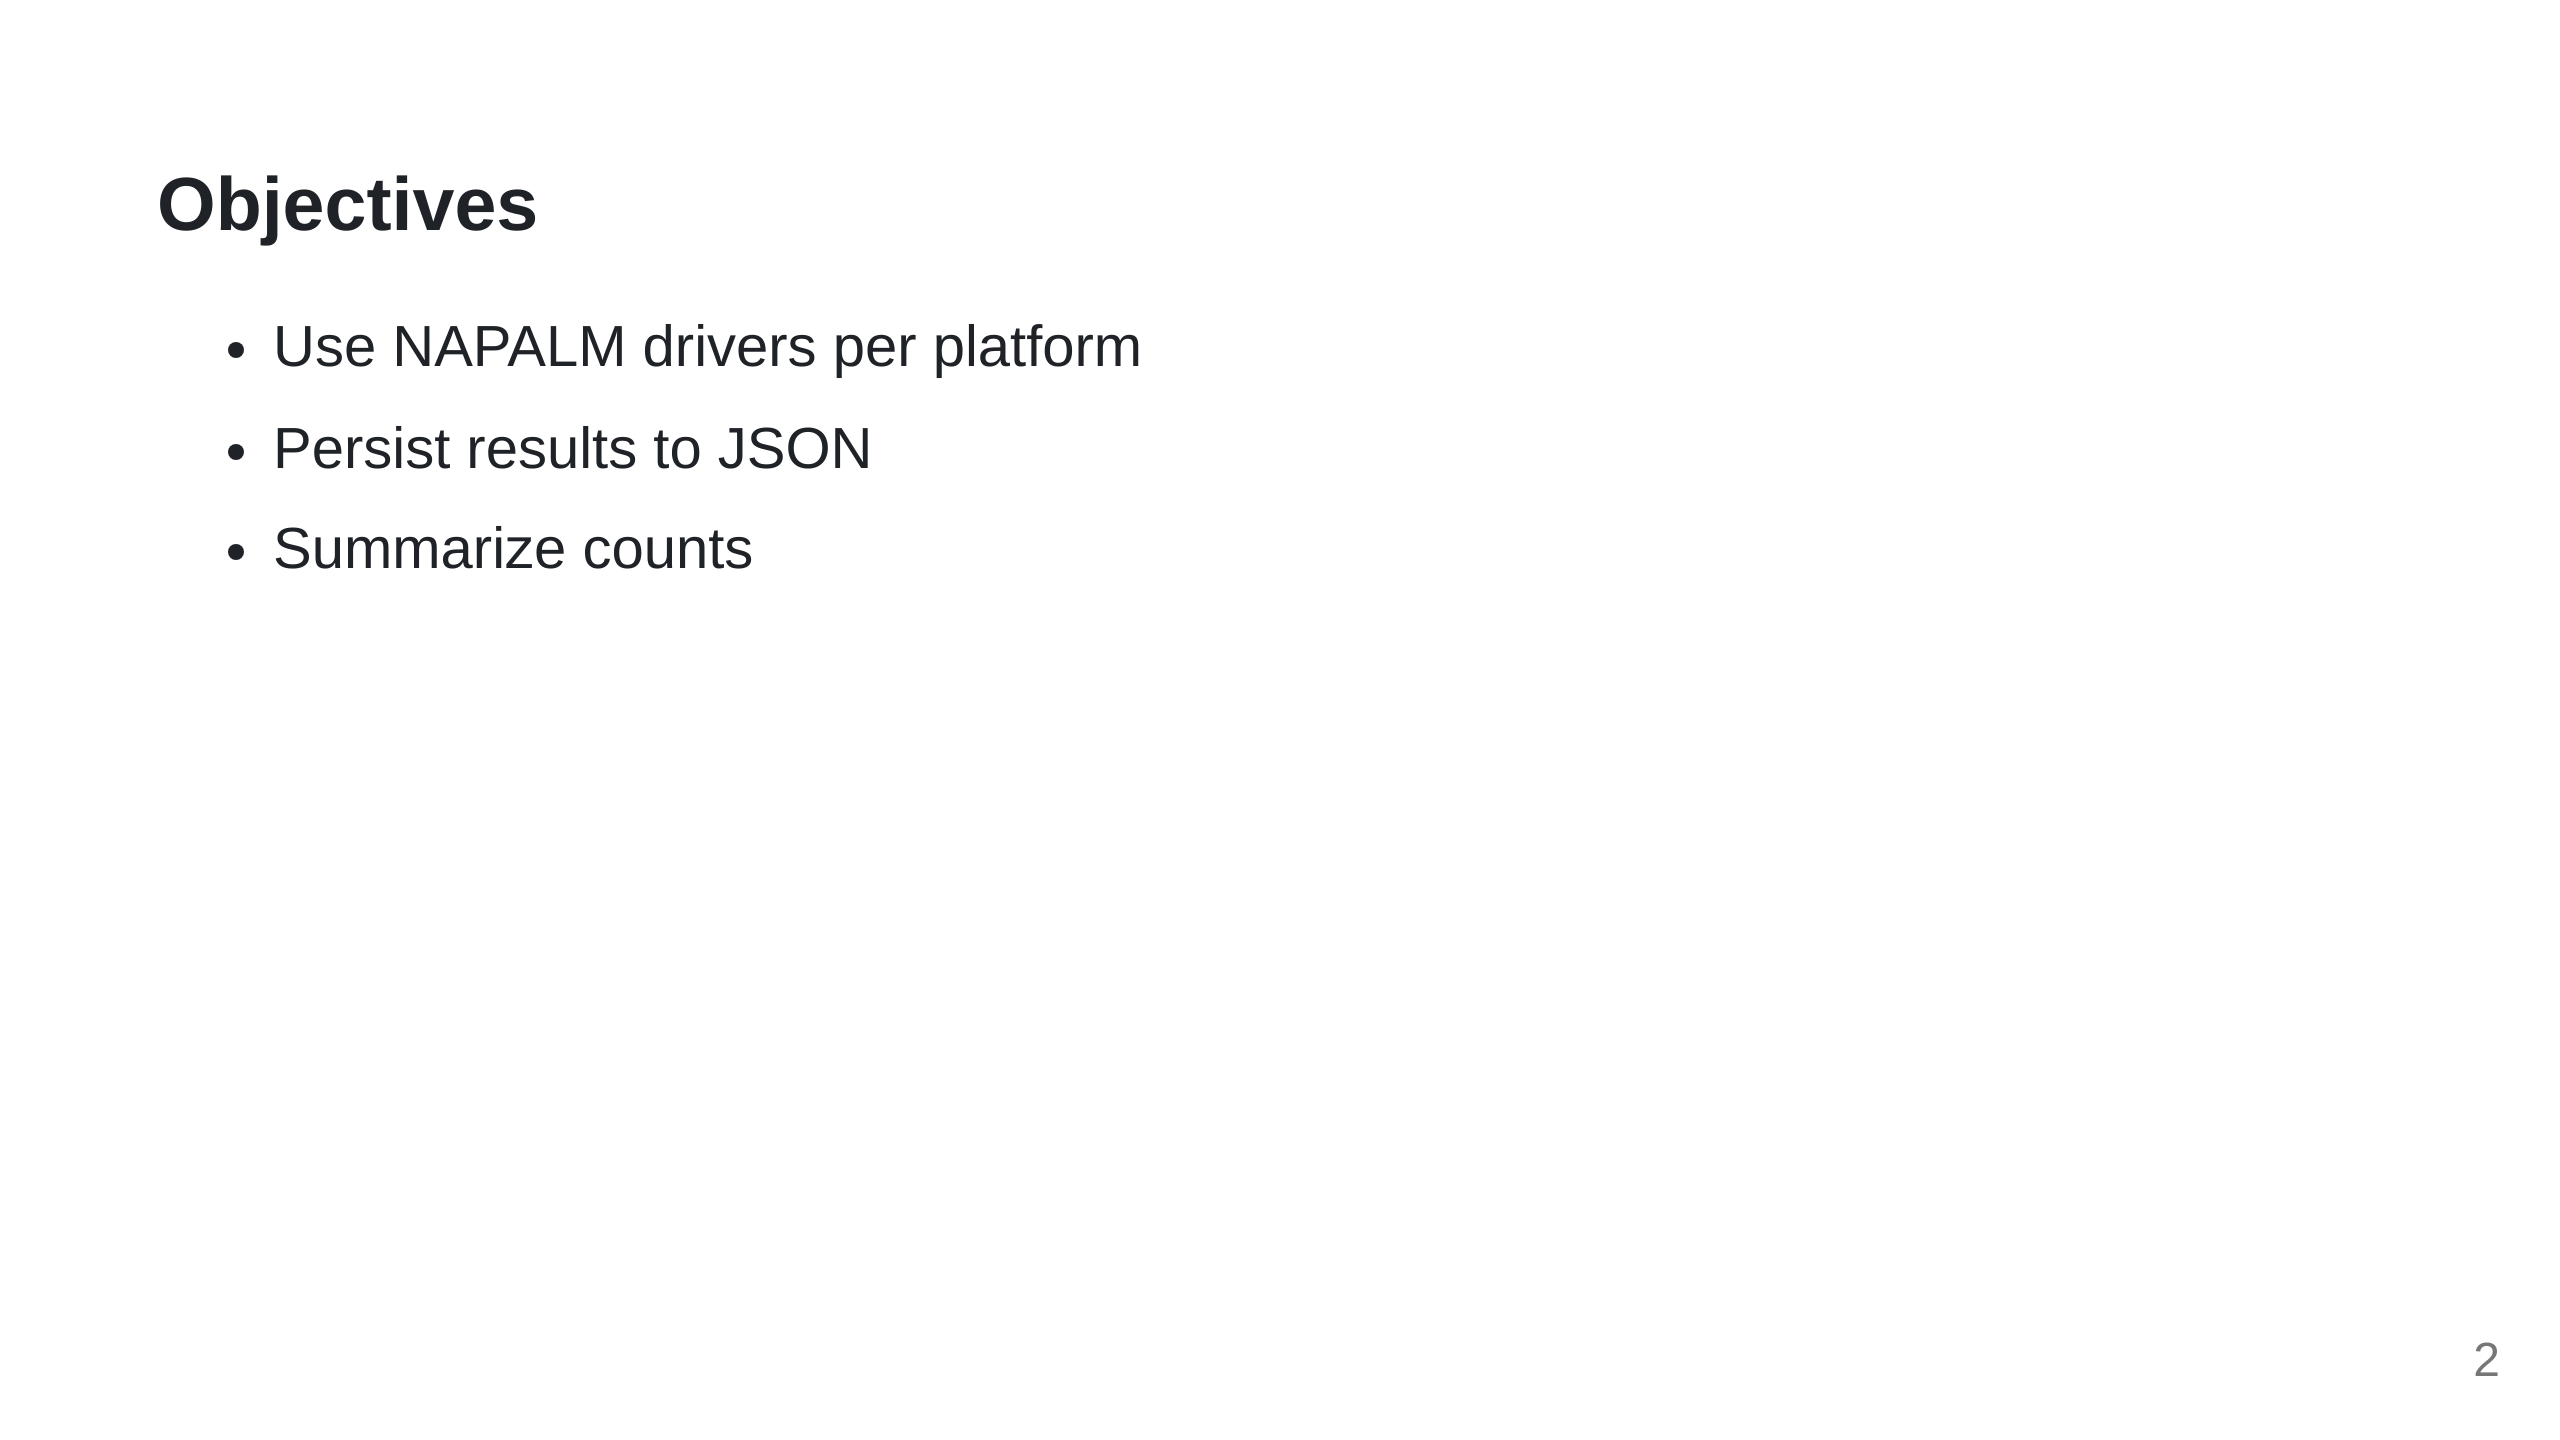 Objectives
• Use NAPALM drivers per platform
• Persist results to JSON
• Summarize counts
2